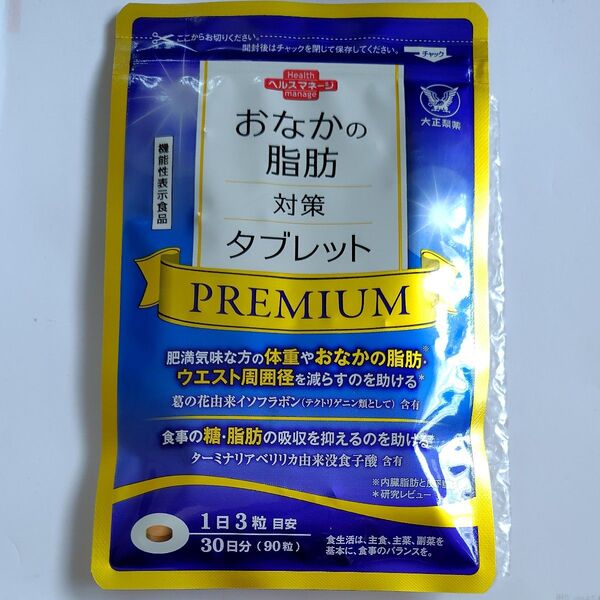 ここからお切りください。
開封後はチャックを閉じて保存してください。
チャック
Health
ヘルスマネージ
manage
大正製薬
機能性表示食品
おなかの
脂肪
対策
タブレット
PREMIUM
肥満気味な方の体重やおなかの脂肪※・
ウエスト周囲径を減らすのを助ける*
葛の花由来イソフラボン(テクトリゲニン類として)含有
食事の糖・脂肪の吸収を抑えるのを助ける*
ターミナリアベリリカ由来没食子酸 含有
※内臓脂肪と
*研究レビュー
1日3粒 目安
30日分(90粒)
食生活は、主食、主菜、副菜を
基本に、食事のバランスを。